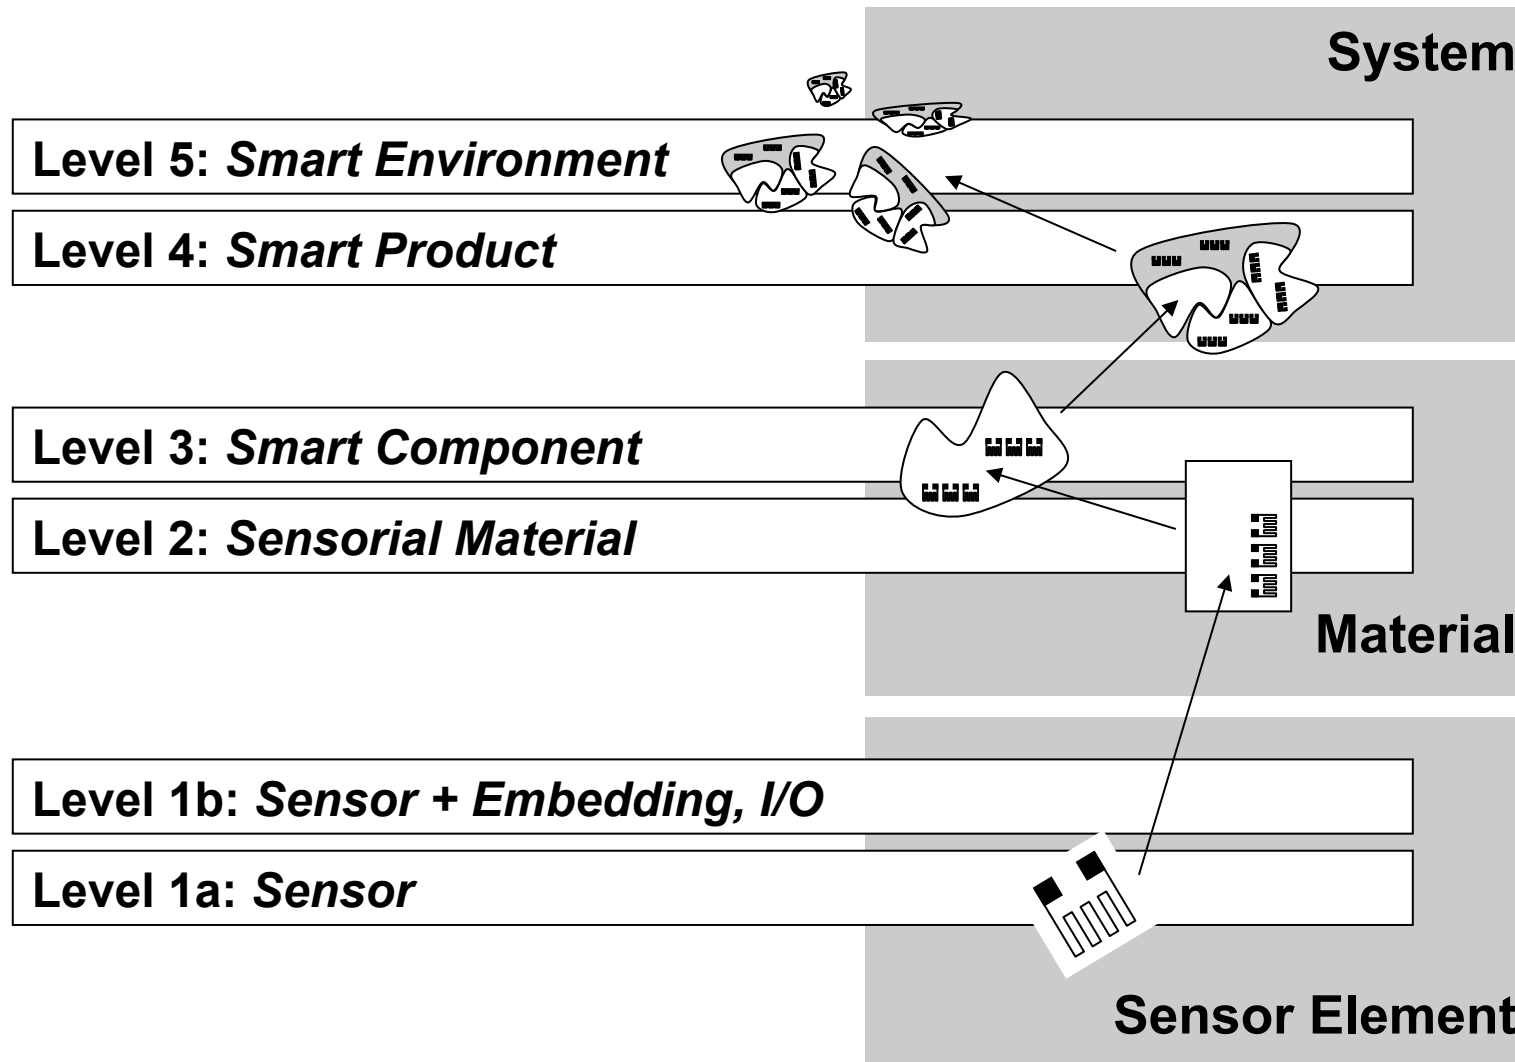 System
Level 5: Smart Environment
Level 4: Smart Product
Level 3: Smart Component
Level 2: Sensorial Material
Material
Level 1b: Sensor + Embedding, I/O
Level 1a: Sensor
Sensor Element